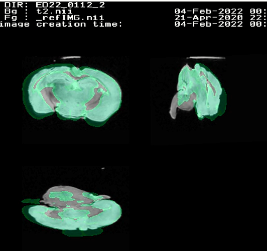 DIR: ED22_0112_2
Bg : t2.nii 04-Feb-2022 00:
Fg : _refIMG.nii 21-Apr-2020 22:
image creation time: 04-Feb-2022 00: